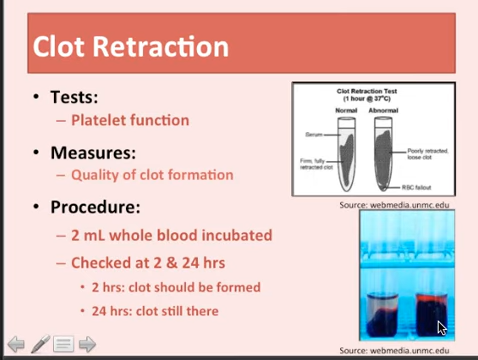 Clot Retraction
• Tests:
– Platelet function
• Measures:
– Quality of clot formation
• Procedure:
– 2 mL whole blood incubated
– Checked at 2 & 24 hrs
• 2 hrs: clot should be formed
• 24 hrs: clot still there
Clot Retraction Test
(1 hour @ 37°C)
Normal Abnormal
Serum
Firm, fully
retracted clot
Poorly retracted,
loose clot
RBC fallout
Source: webmedia.unmc.edu
Source: webmedia.unmc.edu